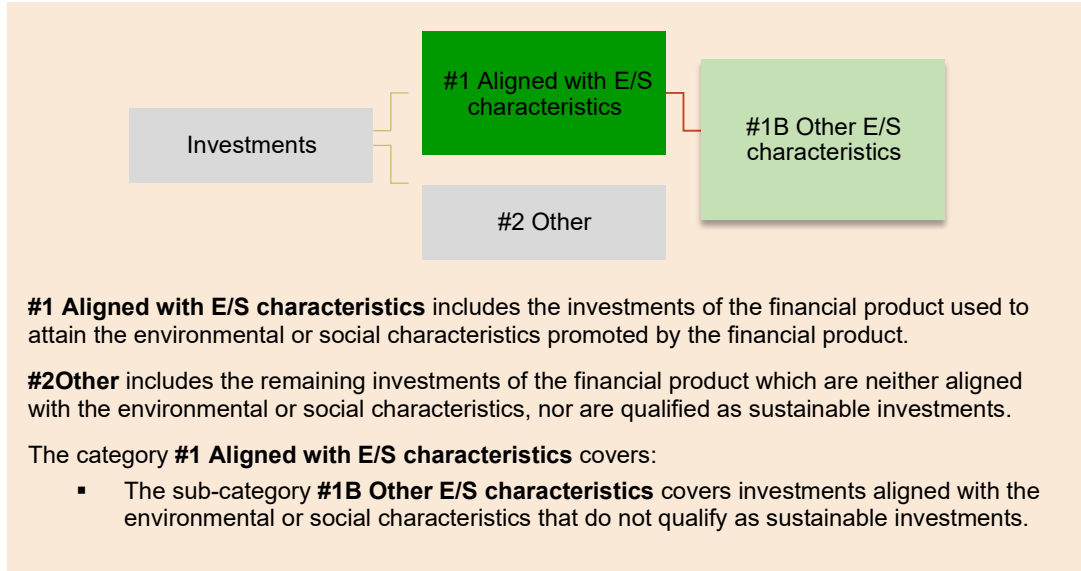 #1 Aligned with E/S
characteristics
#1B Other E/S
characteristics
Investments
#2 Other
#1 Aligned with E/S characteristics includes the investments of the financial product used to
attain the environmental or social characteristics promoted by the financial product.
#2Other includes the remaining investments of the financial product which are neither aligned
with the environmental or social characteristics, nor are qualified as sustainable investments.
The category #1 Aligned with E/S characteristics covers:
▪ The sub-category #1B Other E/S characteristics covers investments aligned with the
environmental or social characteristics that do not qualify as sustainable investments.